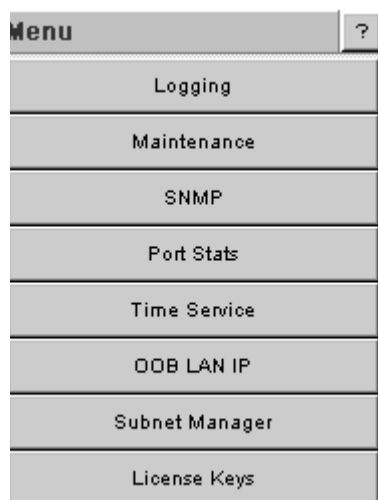 Menu ?
Logging
Maintenance
SNMP
Port Stats
Time Service
OOB LAN IP
Subnet Manager
License Keys